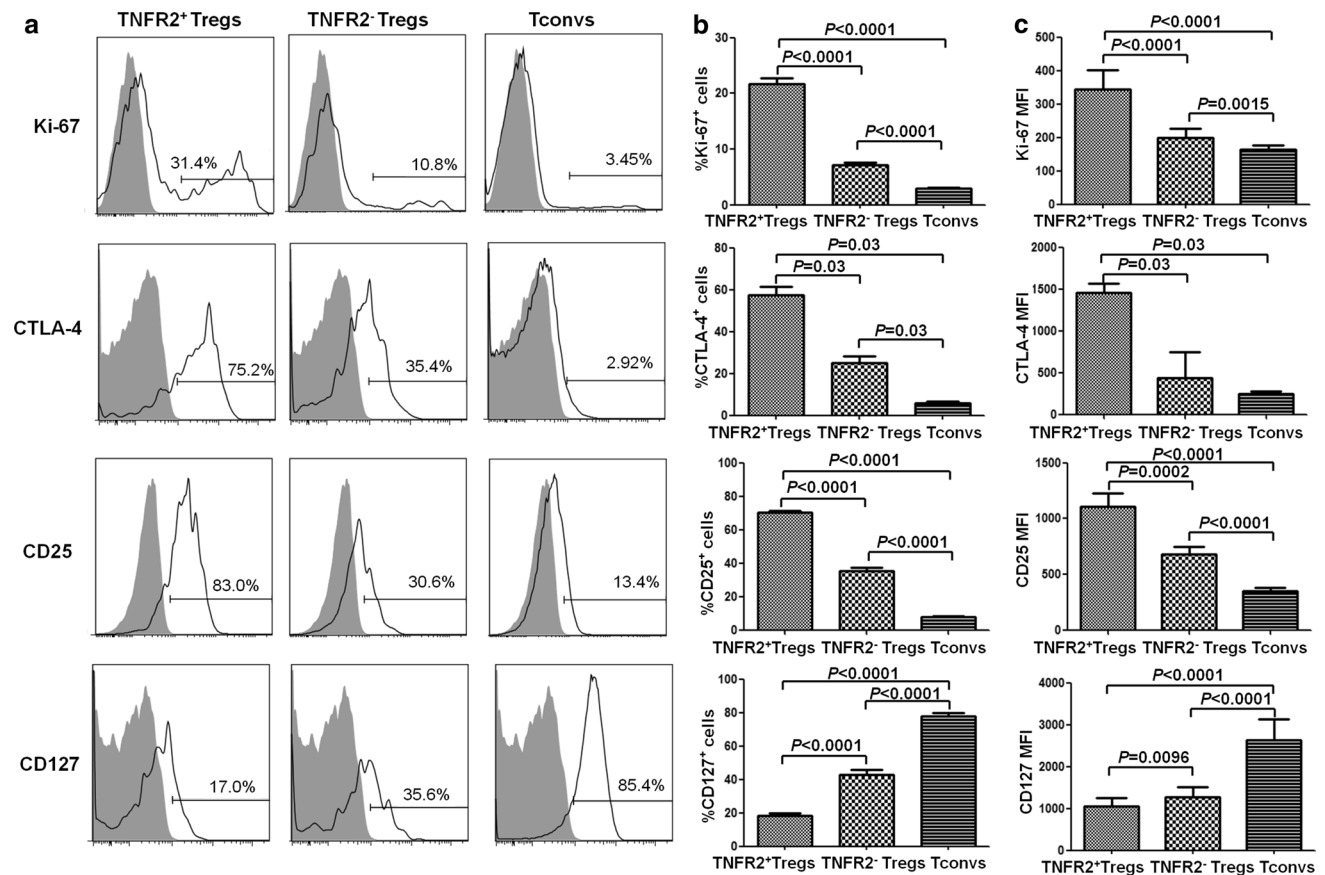 a
TNFR2⁺ Tregs
TNFR2⁻ Tregs
Tconvs
Ki-67
31.4%
10.8%
3.45%
CTLA-4
75.2%
35.4%
2.92%
CD25
83.0%
30.6%
13.4%
CD127
17.0%
35.6%
85.4%
b
%Ki-67⁺ cells
30
20
10
0
P<0.0001
P<0.0001
P<0.0001
TNFR2⁺Tregs TNFR2⁻ Tregs Tconvs
%CTLA-4⁺ cells
80
60
40
20
0
P=0.03
P=0.03
P=0.03
TNFR2⁺Tregs TNFR2⁻ Tregs Tconvs
%CD25⁺ cells
100
80
60
40
20
0
P<0.0001
P<0.0001
P<0.0001
TNFR2⁺Tregs TNFR2⁻ Tregs Tconvs
%CD127⁺ cells
100
80
60
40
20
0
P<0.0001
P<0.0001
P<0.0001
TNFR2⁺Tregs TNFR2⁻ Tregs Tconvs
c
Ki-67 MFI
500
400
300
200
100
0
P<0.0001
P<0.0001
P=0.0015
TNFR2⁺Tregs TNFR2⁻ Tregs Tconvs
CTLA-4 MFI
2000
1500
1000
500
0
P=0.03
P=0.03
TNFR2⁺Tregs TNFR2⁻ Tregs Tconvs
CD25 MFI
1500
1000
500
0
P<0.0001
P=0.0002
P<0.0001
TNFR2⁺Tregs TNFR2⁻ Tregs Tconvs
CD127 MFI
4000
3000
2000
1000
0
P<0.0001
P<0.0001
P=0.0096
TNFR2⁺Tregs TNFR2⁻ Tregs Tconvs